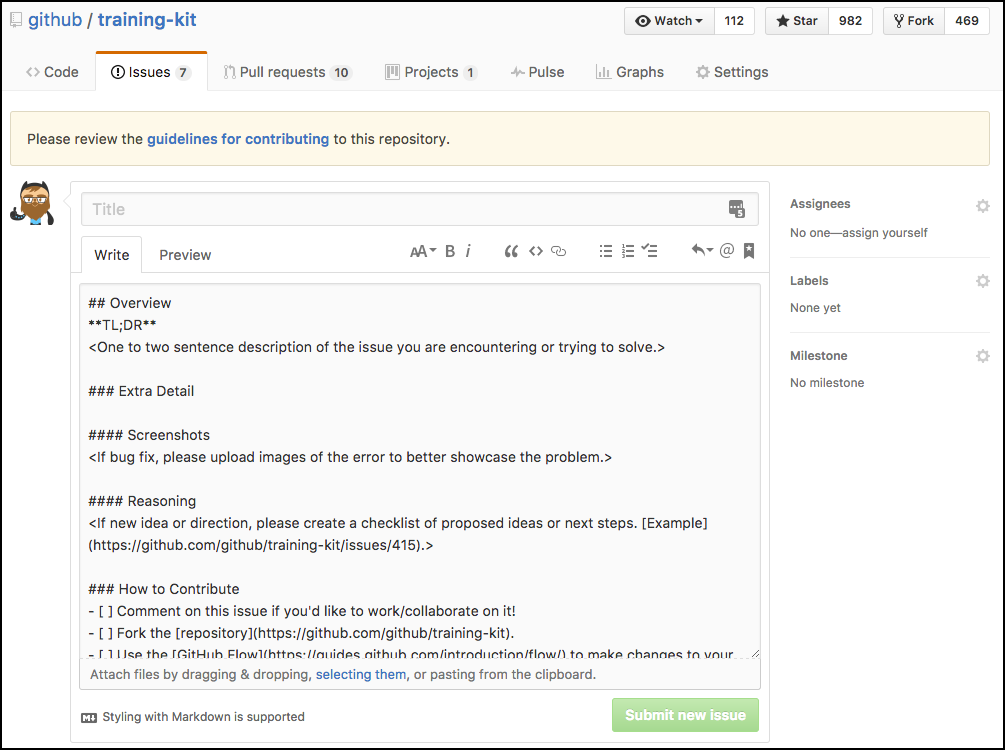 github / training-kit
Watch 112 Star 982 Fork 469
Code Issues 7 Pull requests 10 Projects 1 Pulse Graphs Settings
Please review the guidelines for contributing to this repository.
Title
Write Preview AA B i
## Overview
**TL;DR**
<One to two sentence description of the issue you are encountering or trying to solve.>
### Extra Detail
#### Screenshots
<If bug fix, please upload images of the error to better showcase the problem.>
#### Reasoning
<If new idea or direction, please create a checklist of proposed ideas or next steps. [Example]
(https://github.com/github/training-kit/issues/415).>
### How to Contribute
- [ ] Comment on this issue if you'd like to work/collaborate on it!
- [ ] Fork the [repository](https://github.com/github/training-kit).
- [ ] Use the [GitHub Flow](https://guides.github.com/introduction/flow/) to make changes to your
Attach files by dragging & dropping, selecting them, or pasting from the clipboard.
Styling with Markdown is supported
Submit new issue
Assignees
No one—assign yourself
Labels
None yet
Milestone
No milestone